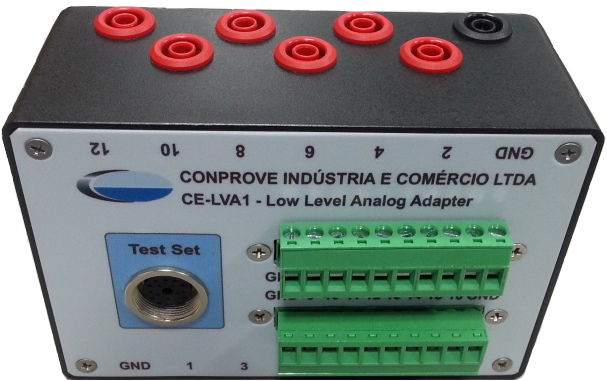 12 10 8 6 4 2 GND
CONPROVE INDÚSTRIA E COMÉRCIO LTDA
CE-LVA1 - Low Level Analog Adapter
Test Set
GND
GND 1 3